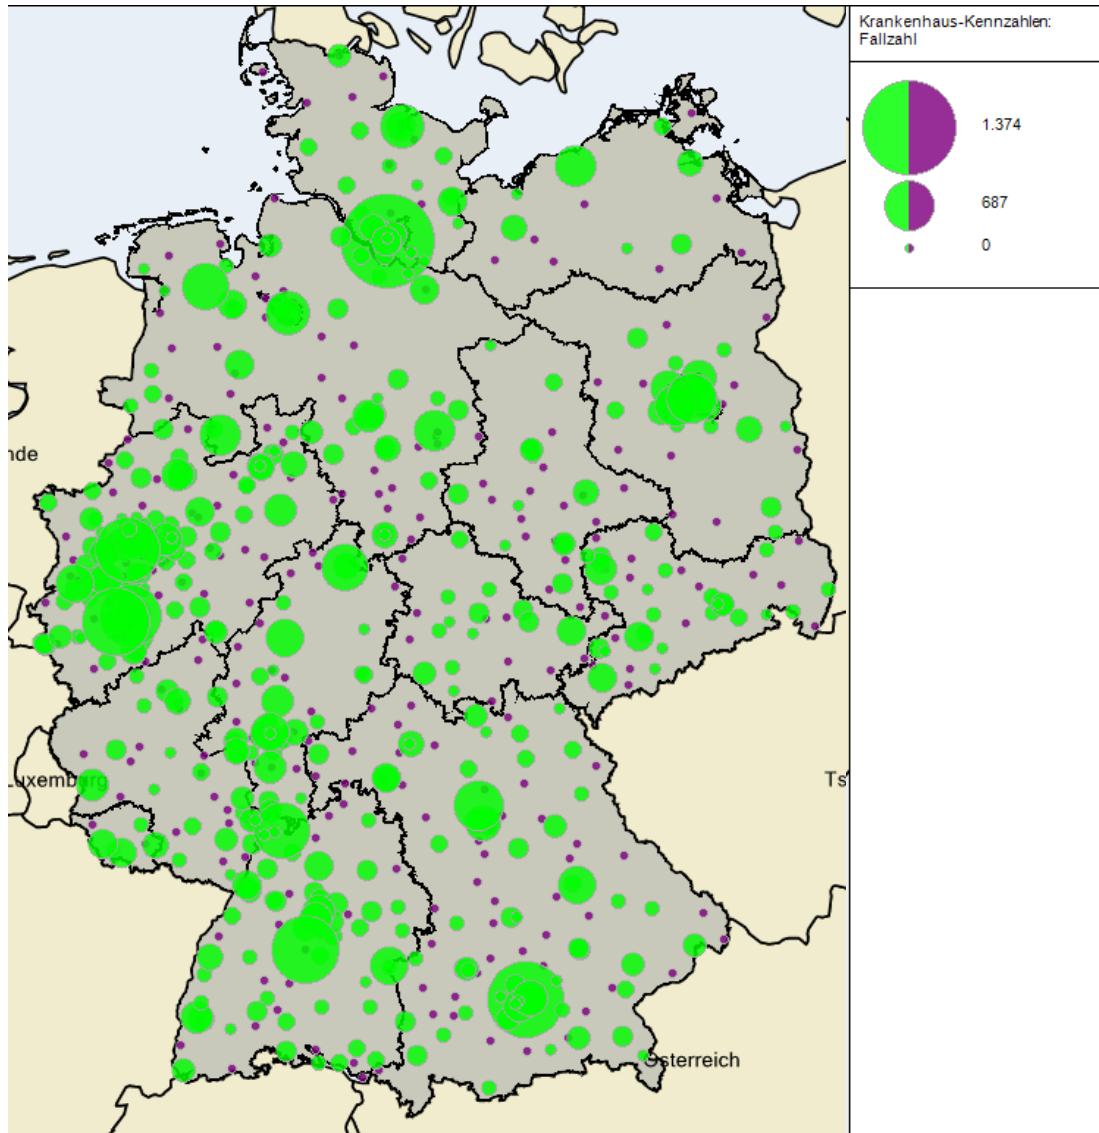 Krankenhaus-Kennzahlen:
Fallzahl
1.374
687
0
nde
Luxemburg
Ts'
Österreich